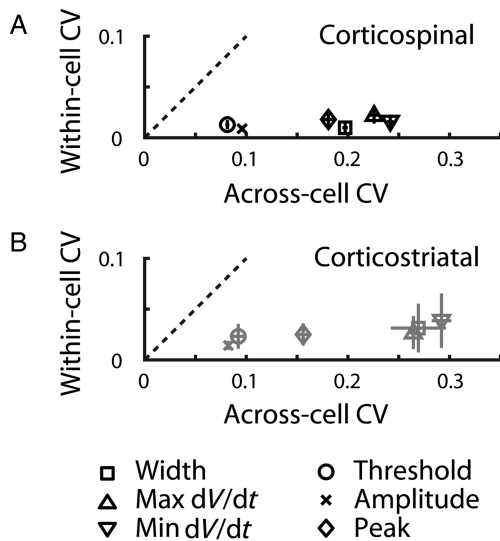 A
Corticospinal
Within-cell CV
0.1
0
0 0.1 0.2 0.3
Across-cell CV
B
Corticostriatal
Within-cell CV
0.1
0
0 0.1 0.2 0.3
Across-cell CV
Width
Threshold
Max dV/dt
Amplitude
Min dV/dt
Peak